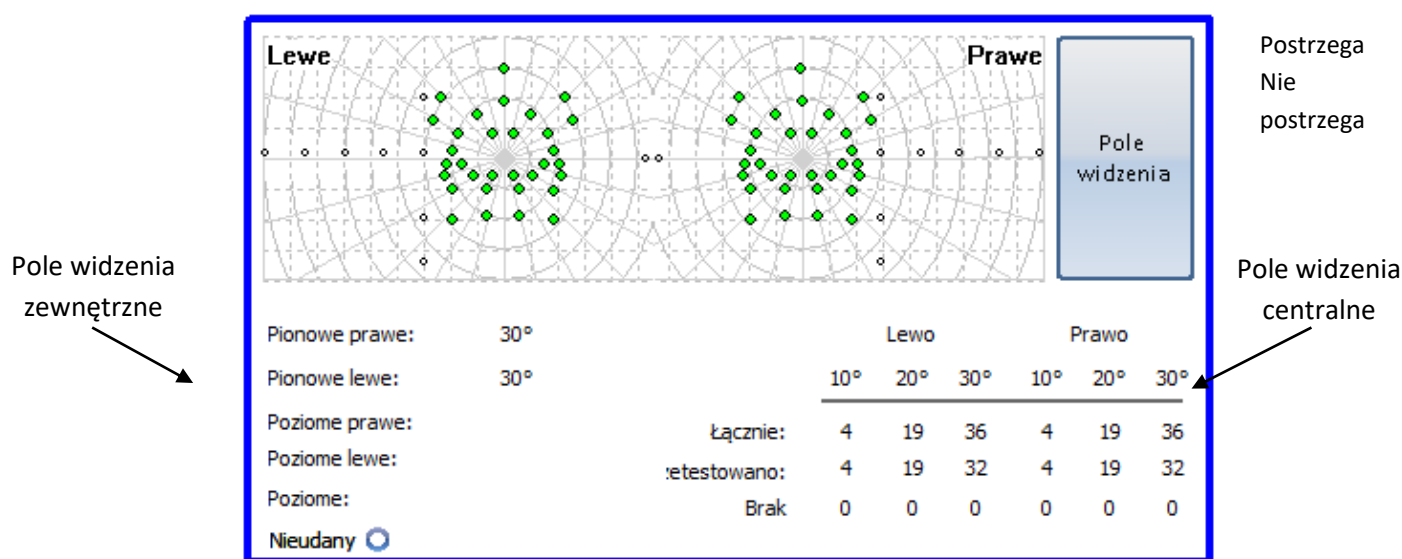 Lewe
Prawe
Pole
widzenia
Postrzega
Nie
postrzega
Pole widzenia
zewnętrzne
Pole widzenia
centralne
Pionowe prawe: 30°
Pionowe lewe: 30°
Poziome prawe:
Poziome lewe:
Poziome:
Nieudany
Lewo Prawo
10° 20° 30° 10° 20° 30°
Łącznie: 4 19 36 4 19 36
zetestowano: 4 19 32 4 19 32
Brak 0 0 0 0 0 0